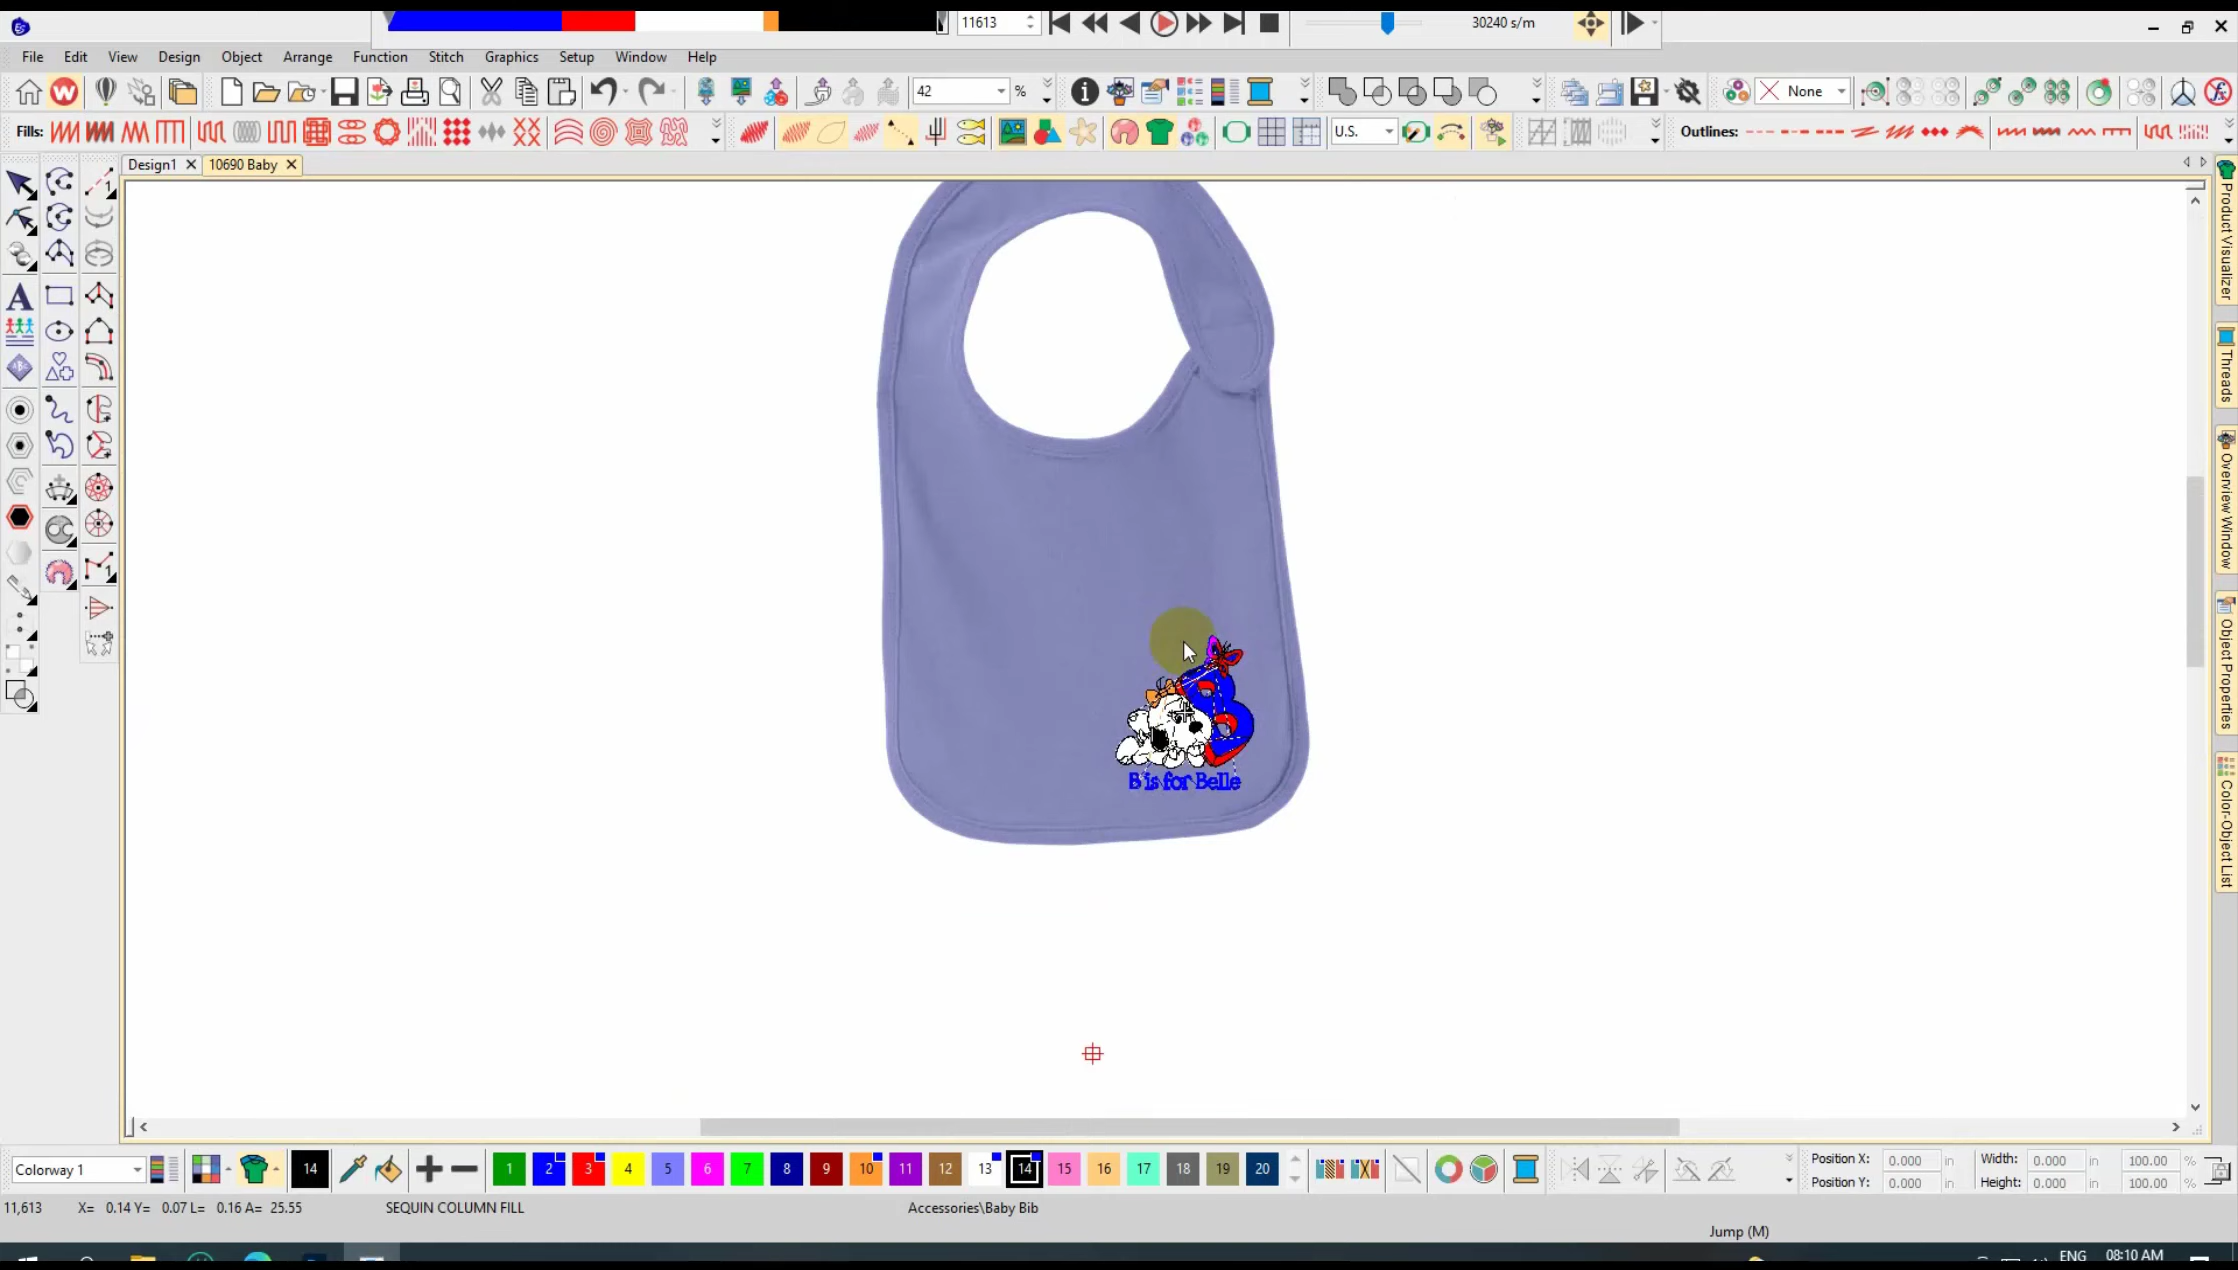 11613
30240 s/m
File Edit View Design Object Arrange Function Stitch Graphics Setup Window Help
42 %
None
Fills:
U.S.
Outlines:
Design1 10690 Baby
B is for Belle
Product Visualizer
Threads
Overview Window
Object Properties
Color-Object List
Colorway 1
14
1 2 3 4 5 6 7 8 9 10 11 12 13 14 15 16 17 18 19 20
Position X: 0.000 in Width: 0.000 in 100.00 %
Position Y: 0.000 in Height: 0.000 in 100.00 %
11,613 X= 0.14 Y= 0.07 L= 0.16 A= 25.55 SEQUIN COLUMN FILL Accessories\Baby Bib
Jump (M)
ENG 08:10 AM